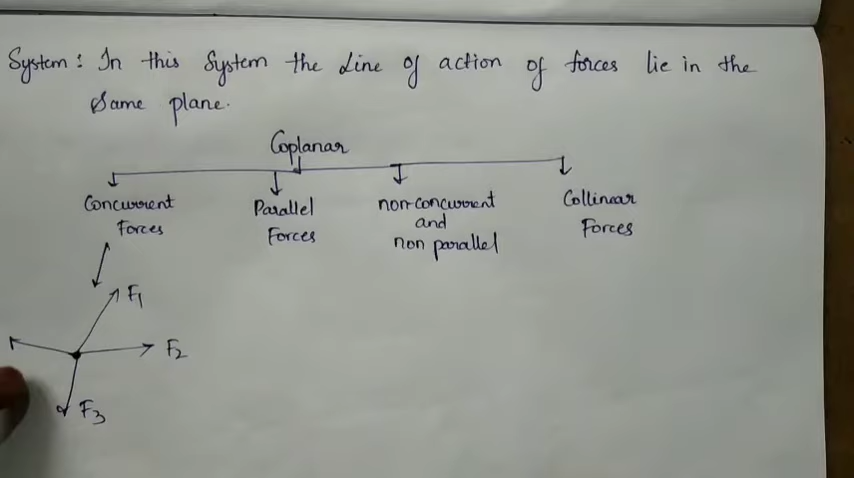 System: In this System the Line of action of forces lie in the
Same plane.
Coplanar
Concurrent
Forces
Parallel
Forces
non-concurrent
and
non parallel
Collinear
Forces
F1
F2
F3